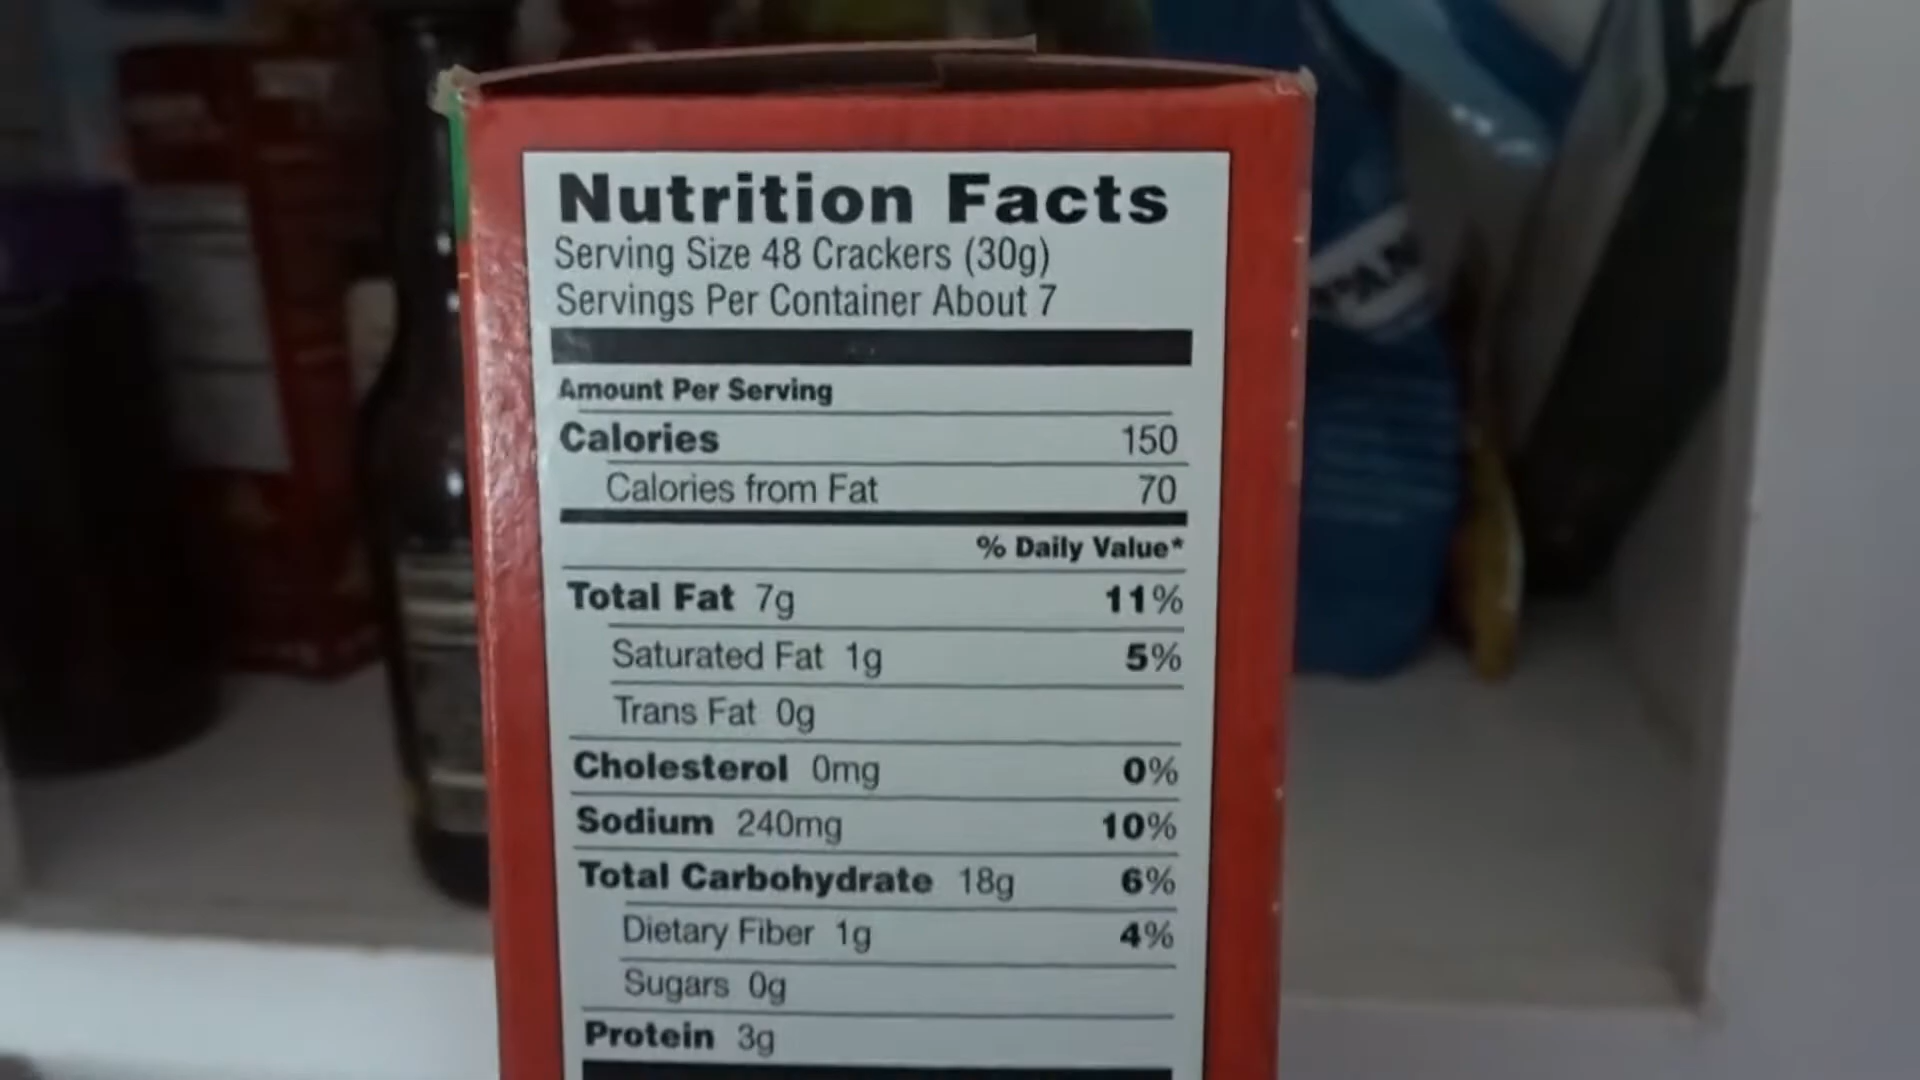 Nutrition Facts
Serving Size 48 Crackers (30g)
Servings Per Container About 7
Amount Per Serving
Calories 150
Calories from Fat 70
% Daily Value*
Total Fat 7g 11%
Saturated Fat 1g 5%
Trans Fat 0g
Cholesterol 0mg 0%
Sodium 240mg 10%
Total Carbohydrate 18g 6%
Dietary Fiber 1g 4%
Sugars 0g
Protein 3g